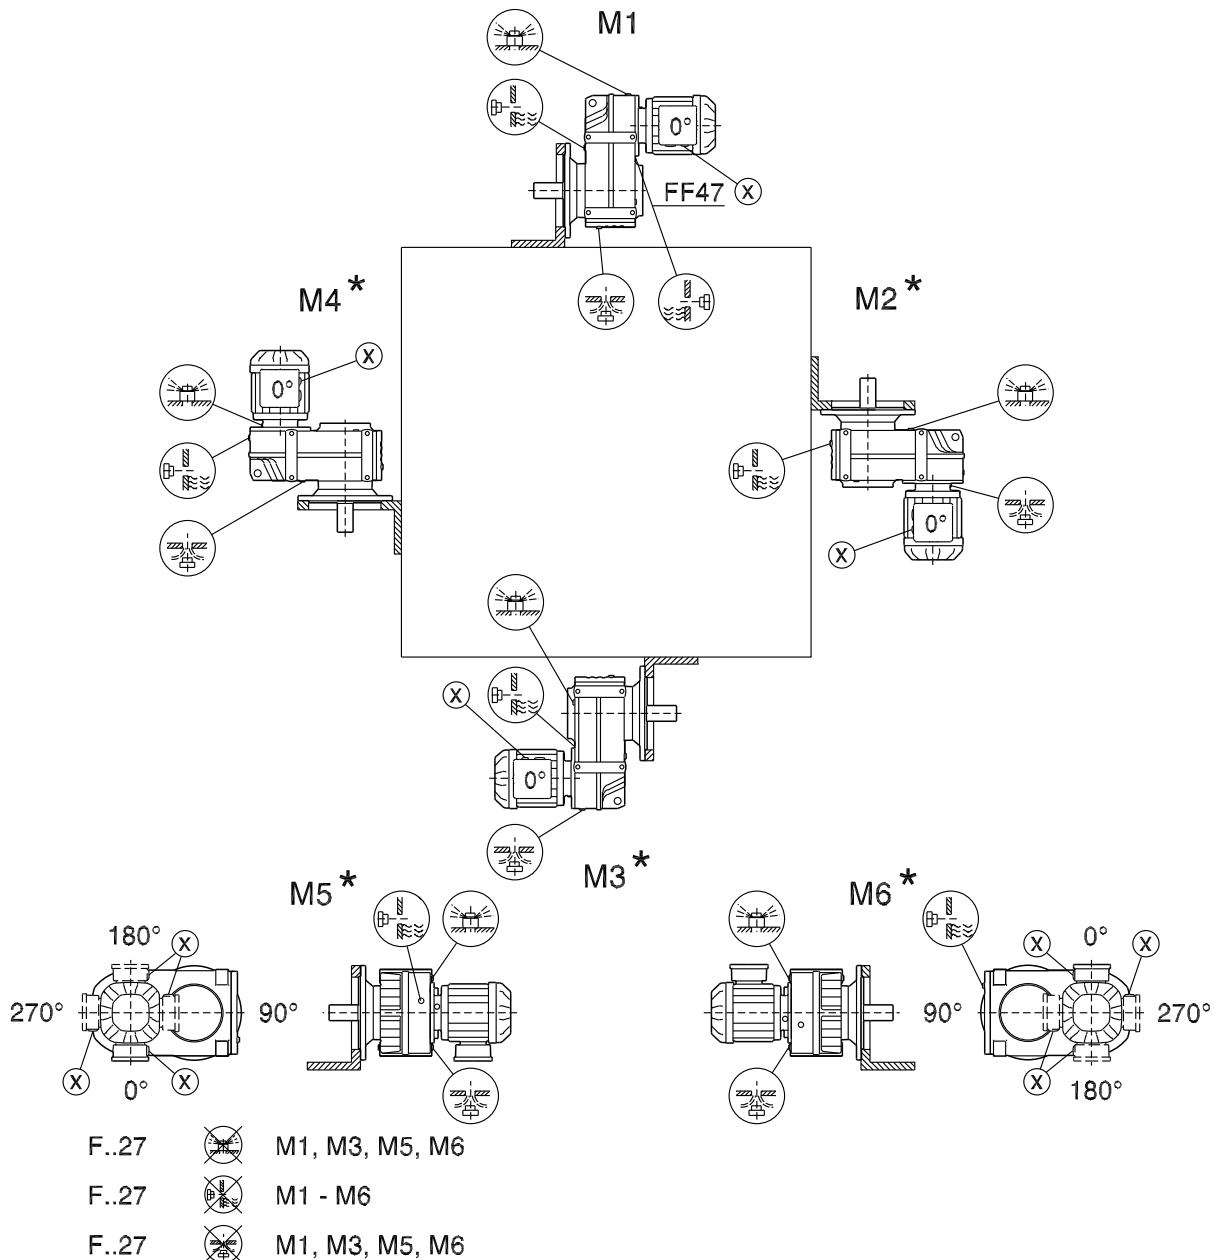 M1
0°
FF47
X
M4*
M2*
X
0°
0°
X
X
0°
M3*
M5*
M6*
180°
X
0°
X
X
270°
90°
90°
270°
X
0°
X
X
180°
F..27 M1, M3, M5, M6
F..27 M1 - M6
F..27 M1, M3, M5, M6